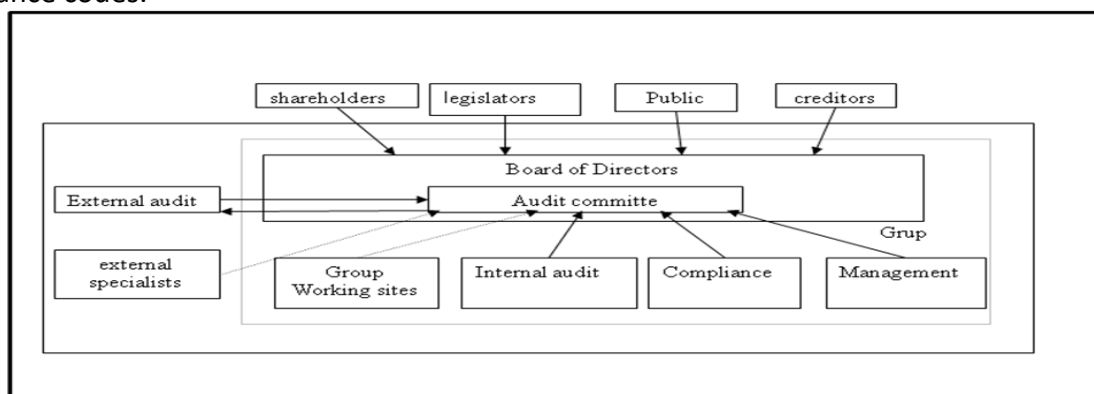 shareholders
legislators
Public
creditors
Board of Directors
External audit
Audit committe
Grup
external
specialists
Group
Working sites
Internal audit
Compliance
Management